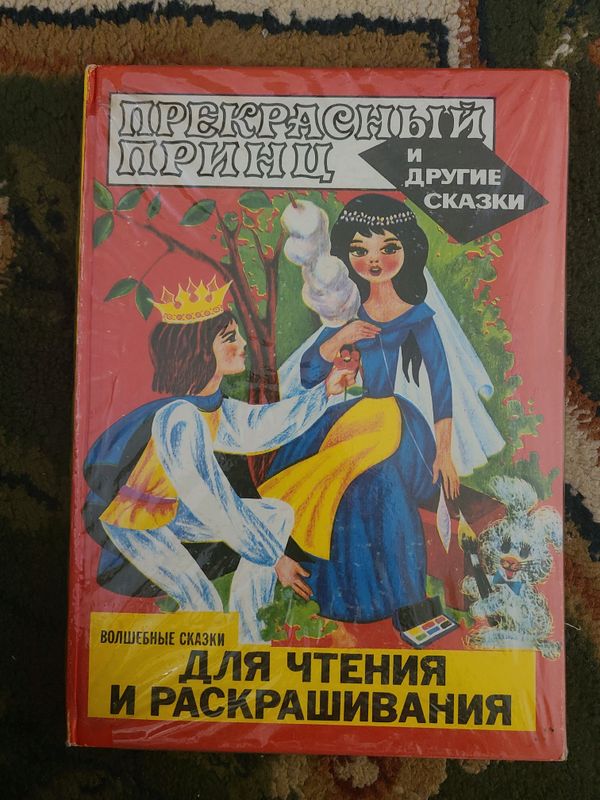 ПРЕКРАСНЫЙ
ПРИНЦ
И
ДРУГИЕ
СКАЗКИ
ВОЛШЕБНЫЕ СКАЗКИ
ДЛЯ ЧТЕНИЯ
И РАСКРАШИВАНИЯ